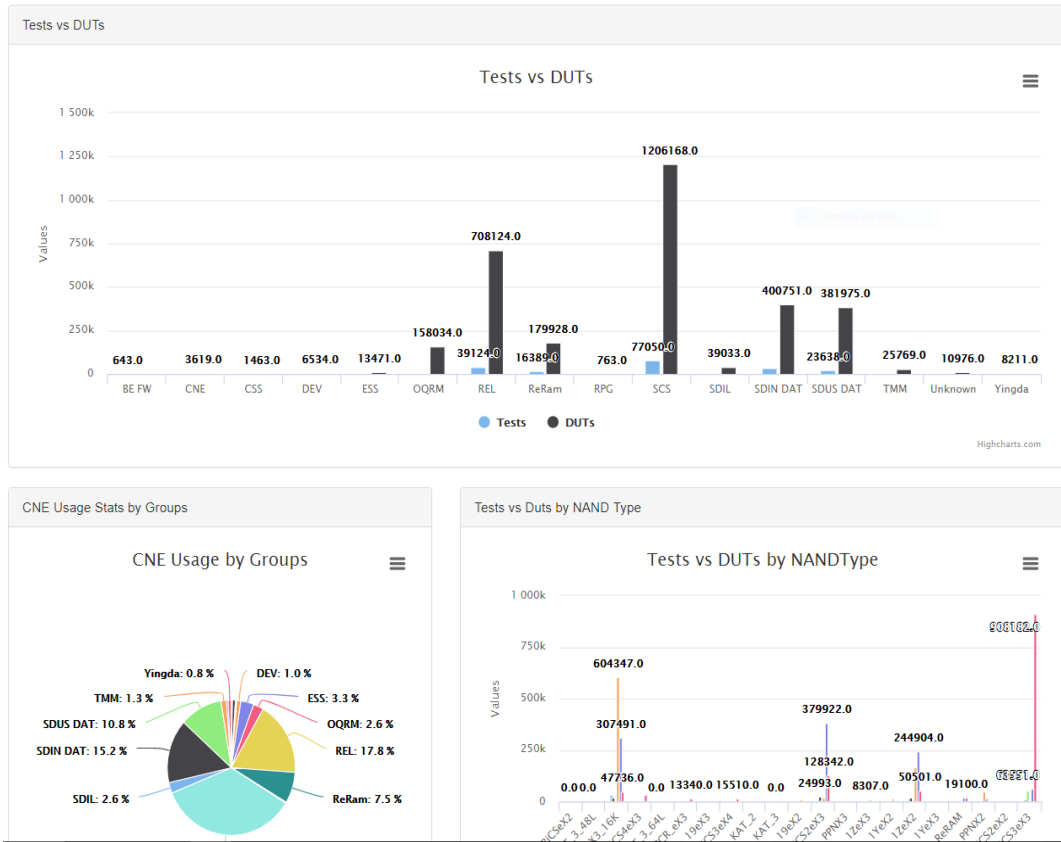 Tests vs DUTs
Tests vs DUTs
1 500k
1 250k
1 000k
750k
500k
250k
0
Values
1206168.0
708124.0
400751.0 381975.0
158034.0 179928.0
39124.0 16389.0 77050.0 39033.0 23638.0 25769.0
643.0 3619.0 1463.0 6534.0 13471.0 763.0 10976.0 8211.0
BE FW CNE CSS DEV ESS OQRM REL ReRam RPG SCS SDIL SDIN DAT SDUS DAT TMM Unknown Yingda
Tests DUTs
Highcharts.com
CNE Usage Stats by Groups
CNE Usage by Groups
Yingda: 0.8 % DEV: 1.0 %
TMM: 1.3 % ESS: 3.3 %
SDUS DAT: 10.8 % OQRM: 2.6 %
SDIN DAT: 15.2 % REL: 17.8 %
SDIL: 2.6 % ReRam: 7.5 %
Tests vs Duts by NAND Type
Tests vs DUTs by NANDType
1 000k
750k
500k
250k
0
Values
908182.0
604347.0
307491.0 379922.0
244904.0
128342.0
47736.0 24993.0 50501.0
0.0 0.0 0.0 13340.0 15510.0 0.0 8307.0 19100.0
_3_48L X3_16K _3_64L 19eX3 KAT_2 KAT_3 19eX2 PPNX3 1ZeX3 1YeX2 1ZeX2 1YeX3 ReRAM PPNX2